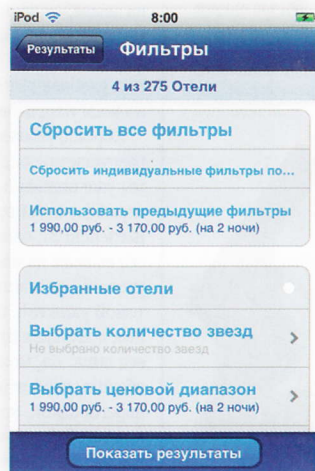 iPod 8:00
Результаты
Фильтры
4 из 275 Отели
Сбросить все фильтры
Сбросить индивидуальные фильтры по...
Использовать предыдущие фильтры
1 990,00 руб. - 3 170,00 руб. (на 2 ночи)
Избранные отели
Выбрать количество звезд
Не выбрано количество звезд
Выбрать ценовой диапазон
1 990,00 руб. - 3 170,00 руб. (на 2 ночи)
Показать результаты